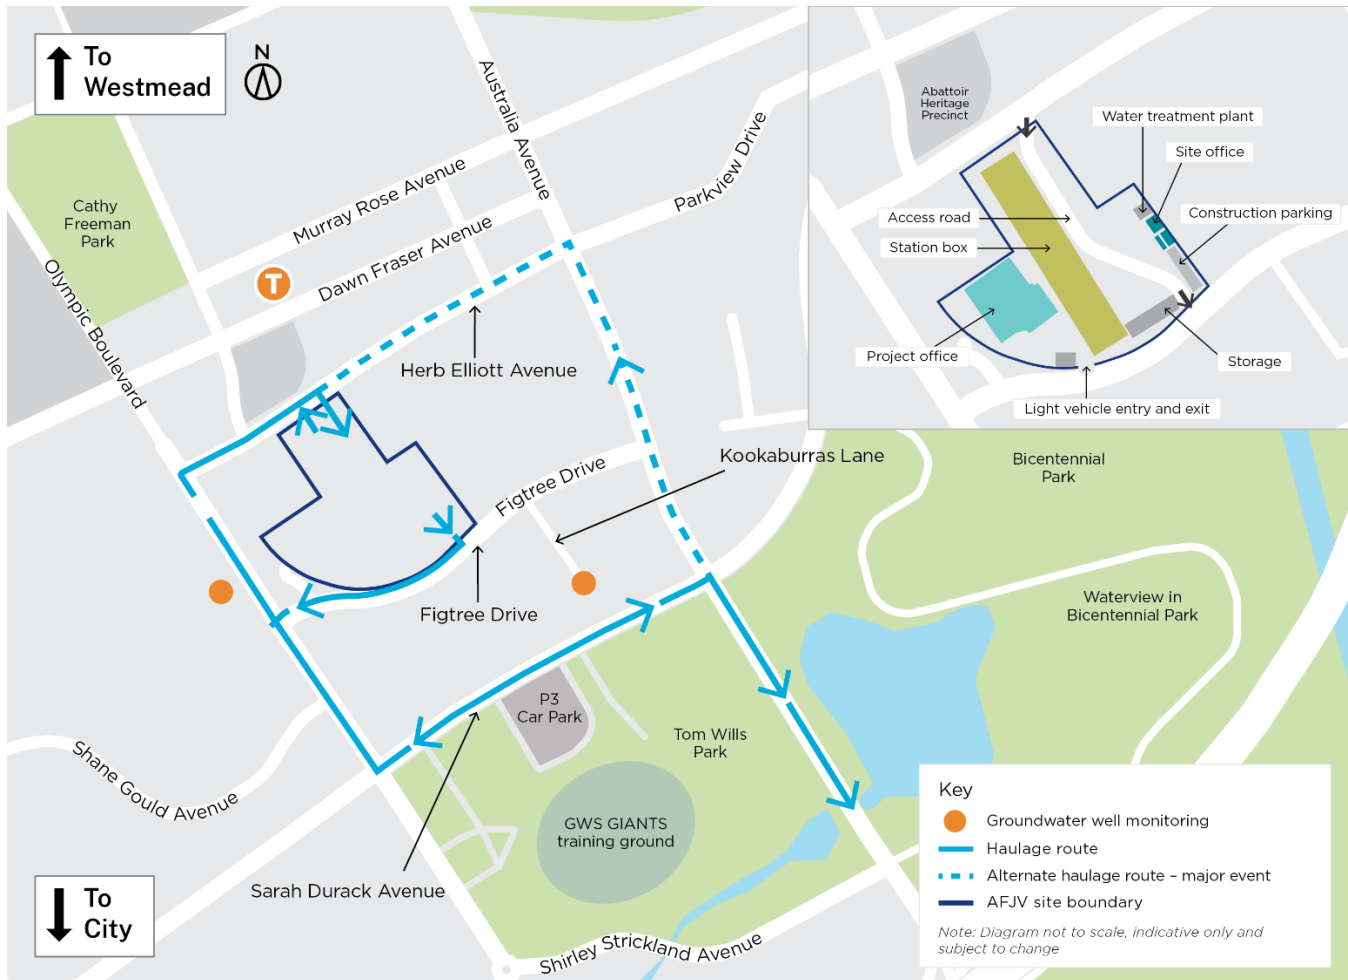 To
Westmead
N
Australia Avenue
Parkview Drive
Murray Rose Avenue
Dawn Fraser Avenue
Cathy
Freeman
Park
Olympic Boulevard
T
Herb Elliott Avenue
Kookaburras Lane
Figtree Drive
Figtree Drive
P3
Car Park
Tom Wills
Park
Shane Gould Avenue
GWS GIANTS
training ground
Sarah Durack Avenue
Shirley Strickland Avenue
To
City
Bicentennial
Park
Waterview in
Bicentennial Park
Abattoir
Heritage
Precinct
Water treatment plant
Site office
Construction parking
Access road
Station box
Project office
Storage
Light vehicle entry and exit
Key
Groundwater well monitoring
Haulage route
Alternate haulage route – major event
AFJV site boundary
Note: Diagram not to scale, indicative only and
subject to change